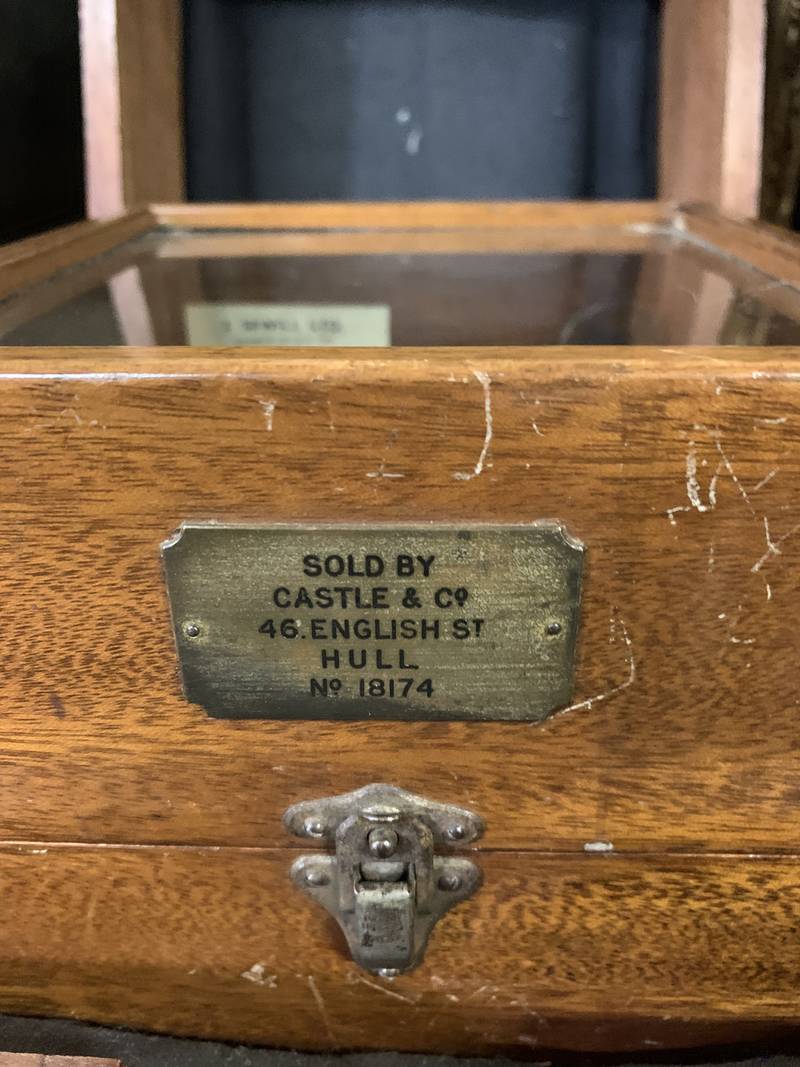 SOLD BY
CASTLE & Cº
46.ENGLISH Sᵀ
HULL
Nº 18174